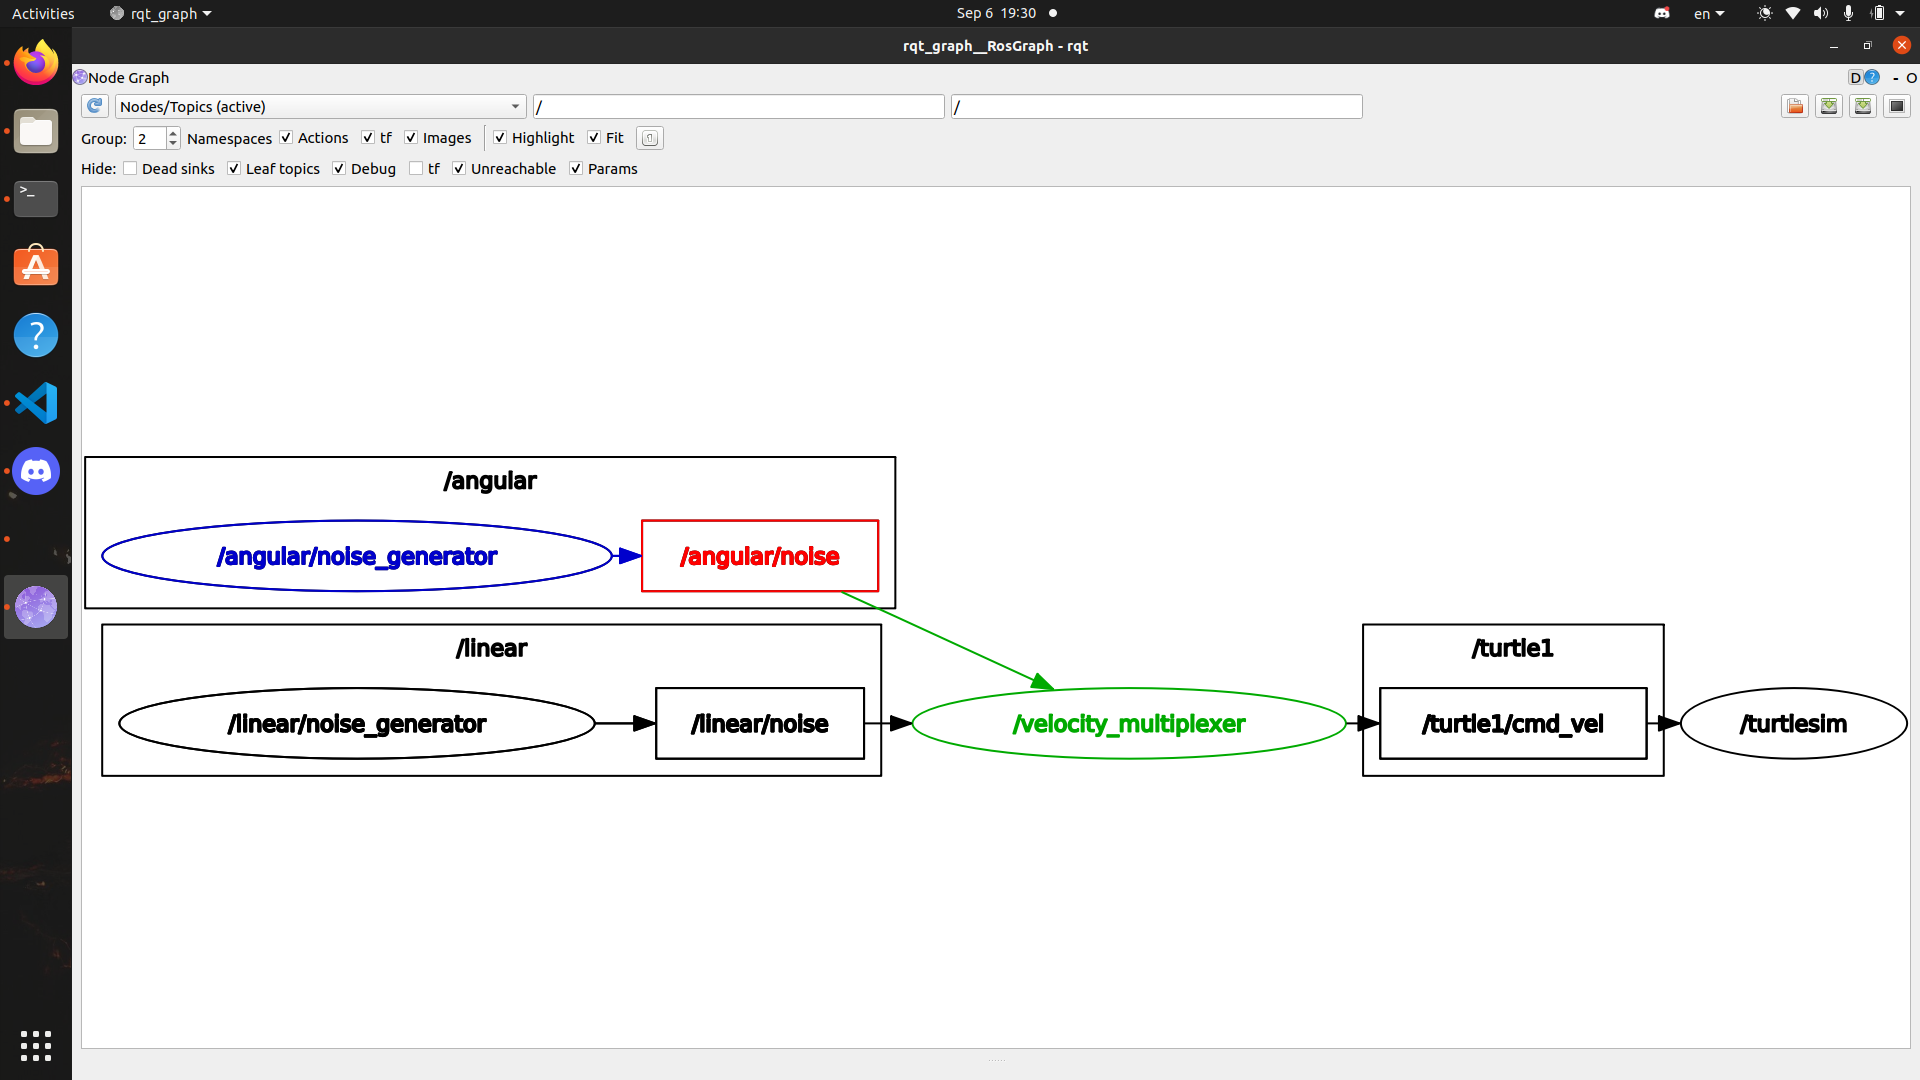 Activities rqt_graph Sep 6 19:30 en
rqt_graph__RosGraph - rqt
Node Graph D ? - O
Nodes/Topics (active) / /
Group: 2 Namespaces Actions tf Images Highlight Fit
Hide: Dead sinks Leaf topics Debug tf Unreachable Params
/angular
/angular/noise_generator /angular/noise
/linear /turtle1
/linear/noise_generator /linear/noise /velocity_multiplexer /turtle1/cmd_vel /turtlesim